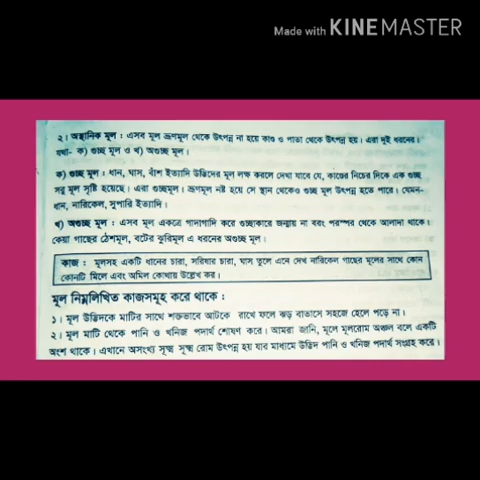 Made with KINEMASTER
২। অস্থানিক মূল : এসব মূল ভ্রূণমূল থেকে উৎপন্ন না হয়ে কাণ্ড ও পাতা থেকে উৎপন্ন হয়। এরা দুই ধরনের।
যথা- ক) গুচ্ছ মূল ও খ) অগুচ্ছ মূল।
ক) গুচ্ছ মূল : ধান, ঘাস, বাঁশ ইত্যাদি উদ্ভিদের মূল লক্ষ করলে দেখা যাবে যে, কাণ্ডের নিচের দিকে এক গুচ্ছ
সরু মূল সৃষ্টি হয়েছে। এরা গুচ্ছমূল। ভ্রূণমূল নষ্ট হয়ে সে স্থান থেকেও গুচ্ছ মূল উৎপন্ন হতে পারে। যেমন-
ধান, নারিকেল, সুপারি ইত্যাদি।
খ) অগুচ্ছ মূল : এসব মূল একত্রে গাদাগাদি করে গুচ্ছাকারে জন্মায় না বরং পরস্পর থেকে আলাদা থাকে।
কেয়া গাছের ঠেশমূল, বটের ঝুরিমূল এ ধরনের অগুচ্ছ মূল।
কাজ : মূলসহ একটি ধানের চারা, সরিষার চারা, ঘাস তুলে এনে দেখ নারিকেল গাছের মূলের সাথে কোন
কোনটি মিলে এবং অমিল কোথায় উল্লেখ কর।
মূল নিম্নলিখিত কাজসমূহ করে থাকে :
১। মূল উদ্ভিদকে মাটির সাথে শক্তভাবে আটকে রাখে ফলে ঝড় বাতাসে সহজে হেলে পড়ে না।
২। মূল মাটি থেকে পানি ও খনিজ পদার্থ শোষণ করে। আমরা জানি, মূলে মূলরোম অঞ্চল বলে একটি
অংশ থাকে। এখানে অসংখ্য সূক্ষ্ম সূক্ষ্ম রোম উৎপন্ন হয় যার মাধ্যমে উদ্ভিদ পানি ও খনিজ পদার্থ সংগ্রহ করে।